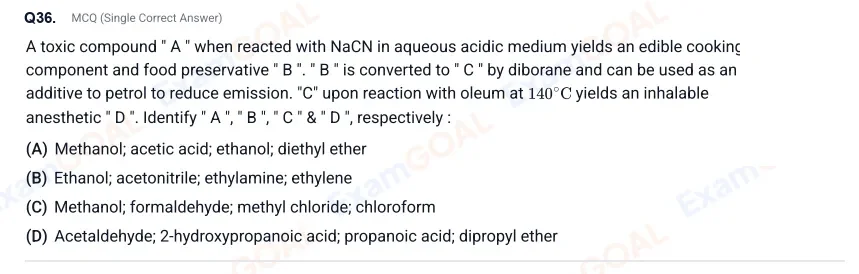 Q36. MCQ (Single Correct Answer)
A toxic compound " A " when reacted with NaCN in aqueous acidic medium yields an edible cooking
component and food preservative " B ". " B " is converted to " C " by diborane and can be used as an
additive to petrol to reduce emission. "C" upon reaction with oleum at 140°C yields an inhalable
anesthetic " D ". Identify " A ", " B ", " C " & " D ", respectively :
(A) Methanol; acetic acid; ethanol; diethyl ether
(B) Ethanol; acetonitrile; ethylamine; ethylene
(C) Methanol; formaldehyde; methyl chloride; chloroform
(D) Acetaldehyde; 2-hydroxypropanoic acid; propanoic acid; dipropyl ether